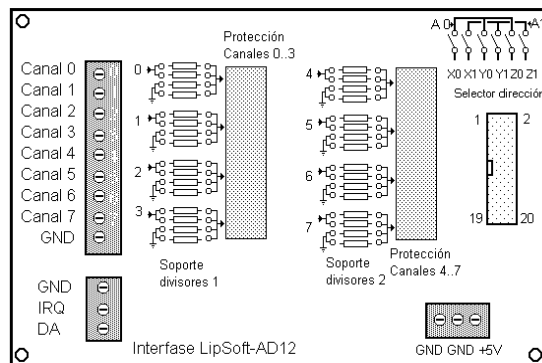 Protección
Canales 0..3
A 0
A1
X0 X1 Y0 Y1 Z0 Z1
Selector dirección
Canal 0
Canal 1
Canal 2
Canal 3
Canal 4
Canal 5
Canal 6
Canal 7
GND
0
1
2
3
4
5
6
7
1
2
19
20
Soporte
divisores 1
Soporte
divisores 2
Protección
Canales 4..7
GND
IRQ
DA
Interfase LipSoft-AD12
GND GND +5V